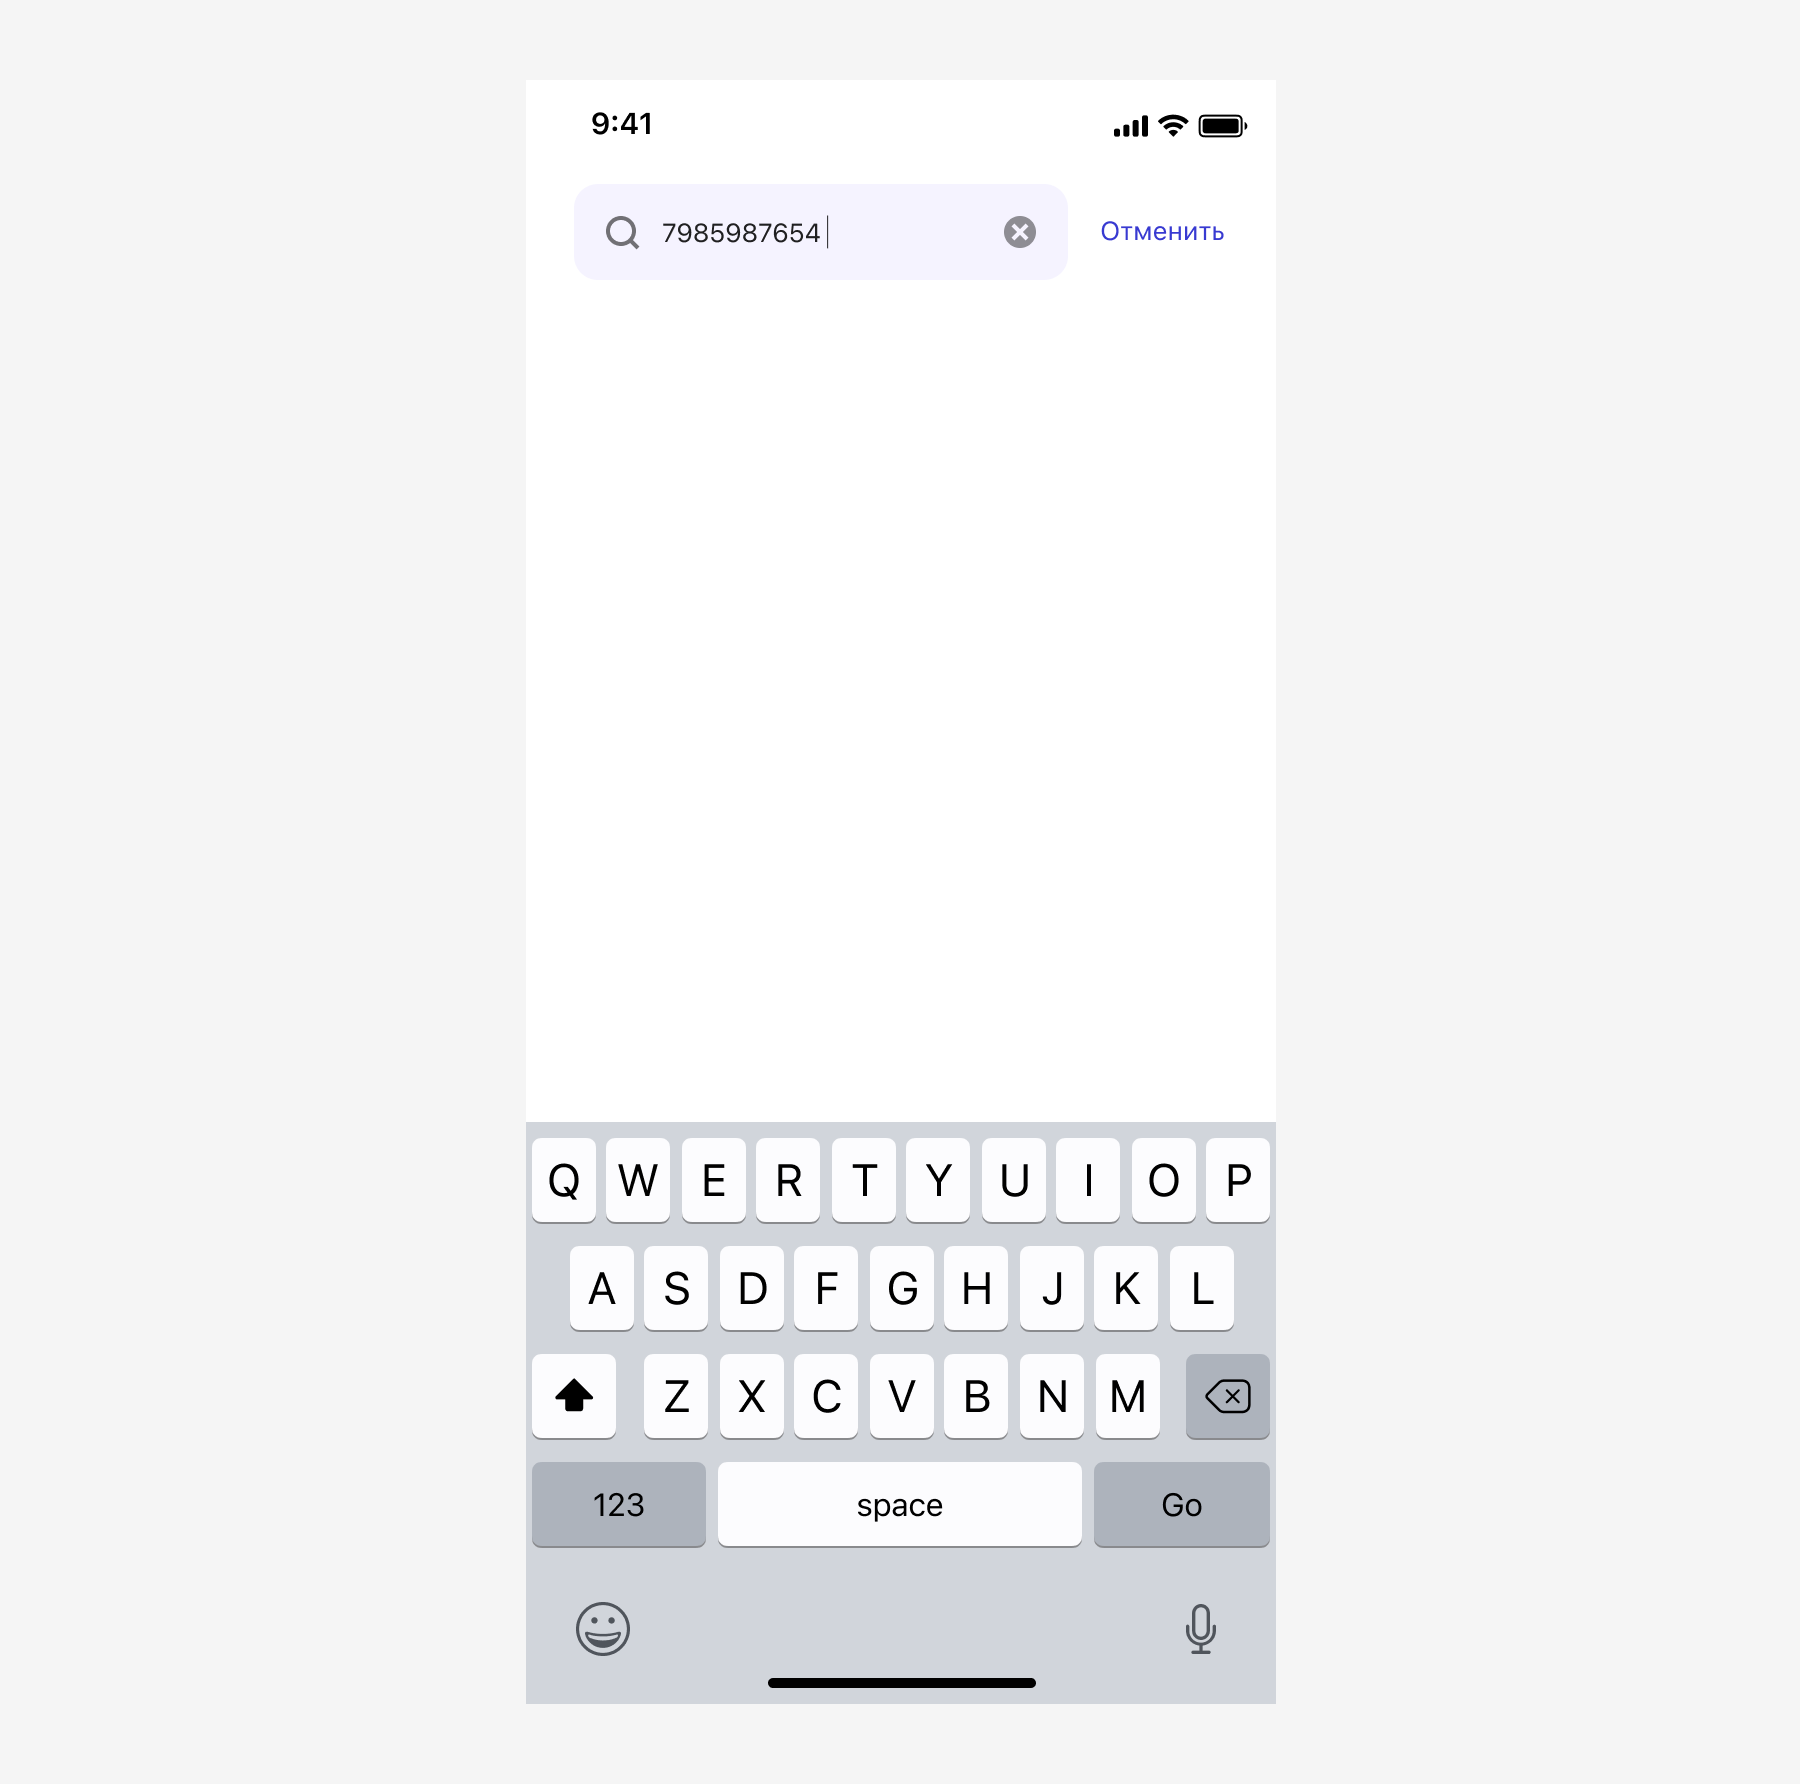 9:41
7985987654
Отменить
Q W E R T Y U I O P
A S D F G H J K L
Z X C V B N M
123 space Go